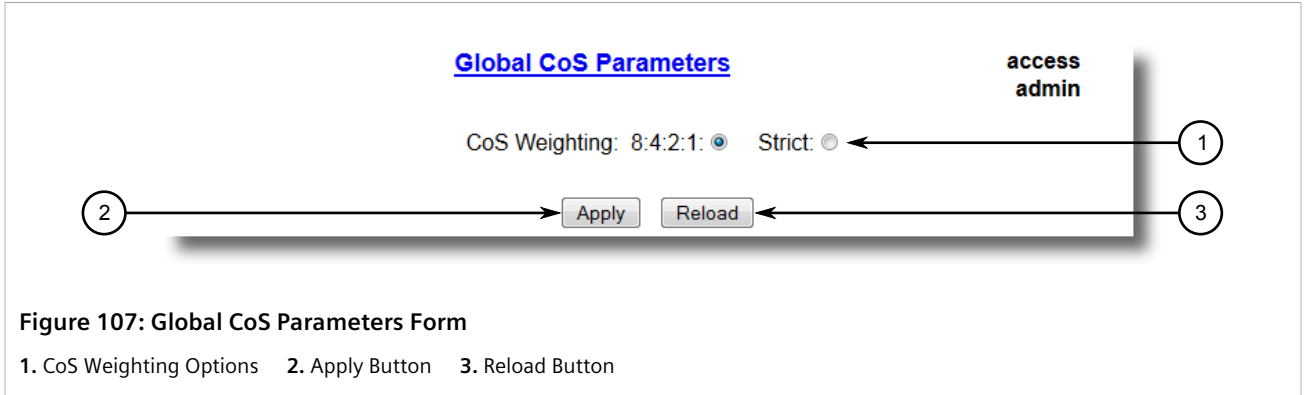 Global CoS Parameters
access
admin
CoS Weighting: 8:4:2:1: Strict:
1
2
Apply Reload
3
Figure 107: Global CoS Parameters Form
1. CoS Weighting Options 2. Apply Button 3. Reload Button